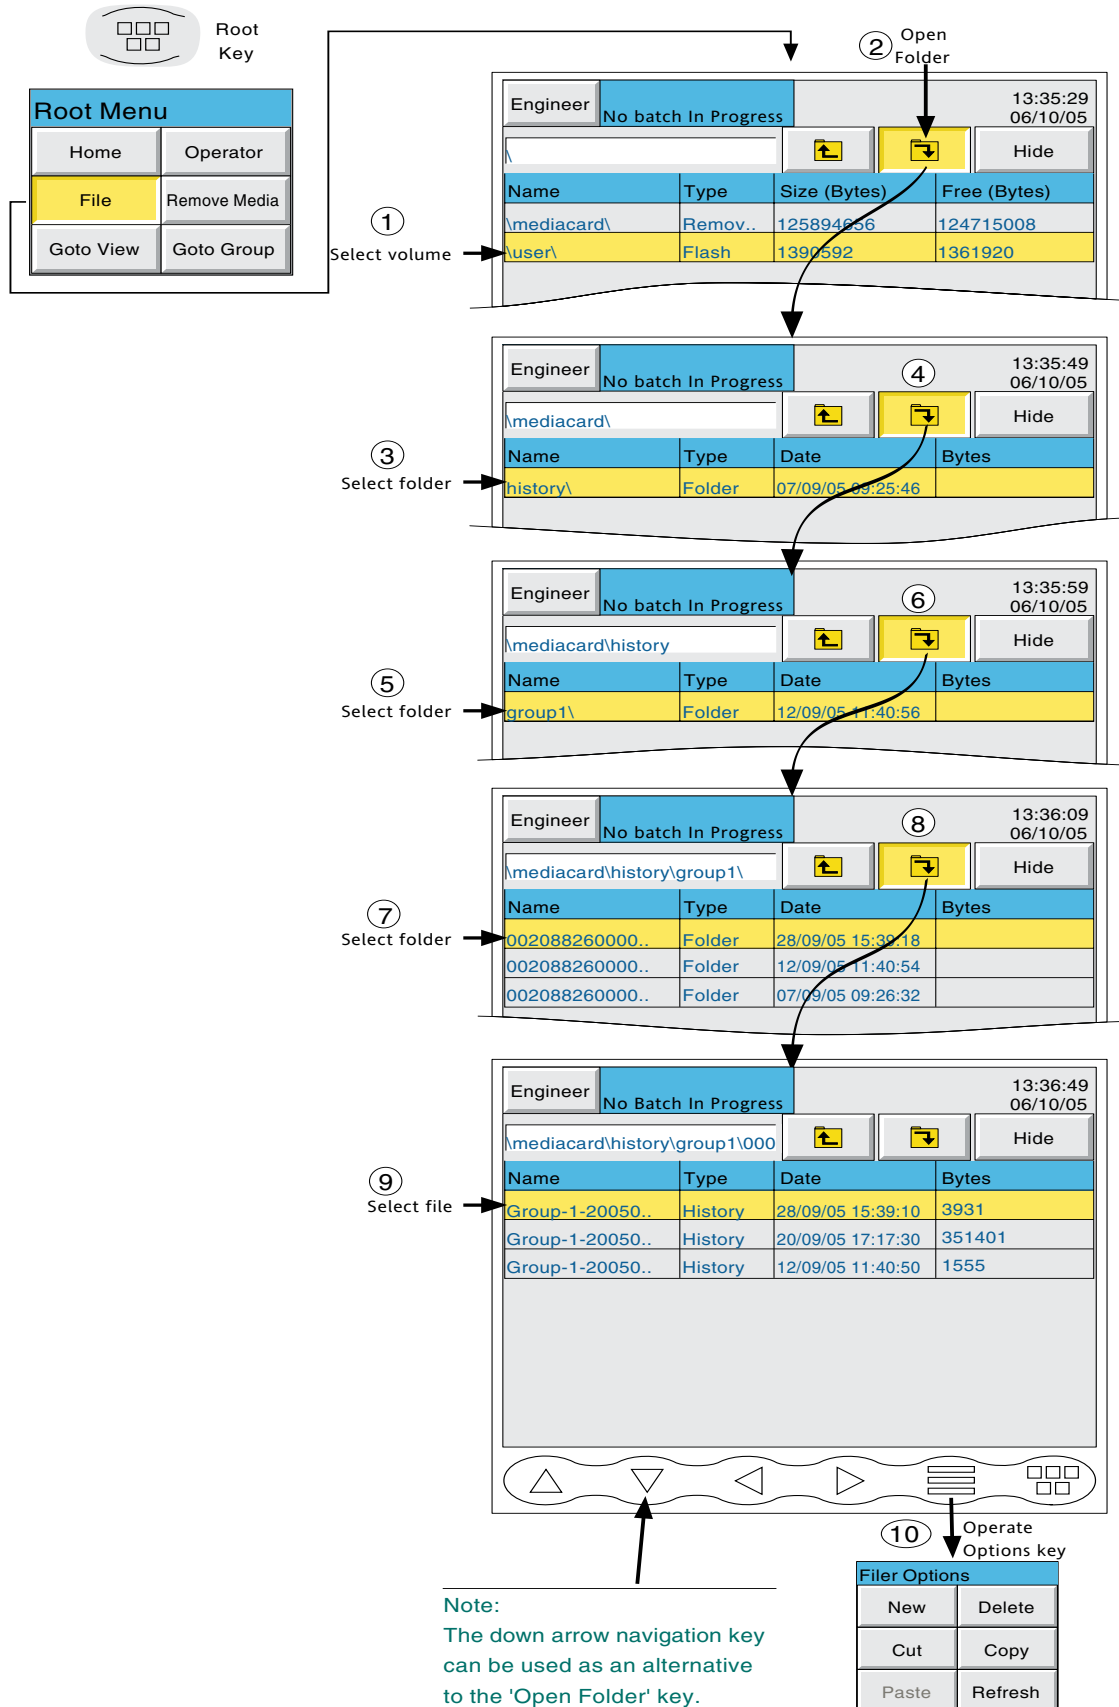 Root
Key
Root Menu
Home Operator
File Remove Media
Goto View Goto Group
2 Open
Folder
Engineer No batch In Progress 13:35:29
06/10/05
\ Hide
Name Type Size (Bytes) Free (Bytes)
\mediacard\ Remov.. 125894656 124715008
\user\ Flash 1390592 1361920
1
Select volume
Engineer No batch In Progress 4 13:35:49
06/10/05
\mediacard\ Hide
Name Type Date Bytes
history\ Folder 07/09/05 09:25:46
3
Select folder
Engineer No batch In Progress 6 13:35:59
06/10/05
\mediacard\history Hide
Name Type Date Bytes
group1\ Folder 12/09/05 11:40:56
5
Select folder
Engineer No batch In Progress 8 13:36:09
06/10/05
\mediacard\history\group1\ Hide
Name Type Date Bytes
002088260000.. Folder 28/09/05 15:39:18
002088260000.. Folder 12/09/05 11:40:54
002088260000.. Folder 07/09/05 09:26:32
7
Select folder
Engineer No Batch In Progress 13:36:49
06/10/05
\mediacard\history\group1\000 Hide
Name Type Date Bytes
Group-1-20050.. History 28/09/05 15:39:10 3931
Group-1-20050.. History 20/09/05 17:17:30 351401
Group-1-20050.. History 12/09/05 11:40:50 1555
9
Select file
10 Operate
Options key
Filer Options
New Delete
Cut Copy
Paste Refresh
Note:
The down arrow navigation key
can be used as an alternative
to the 'Open Folder' key.